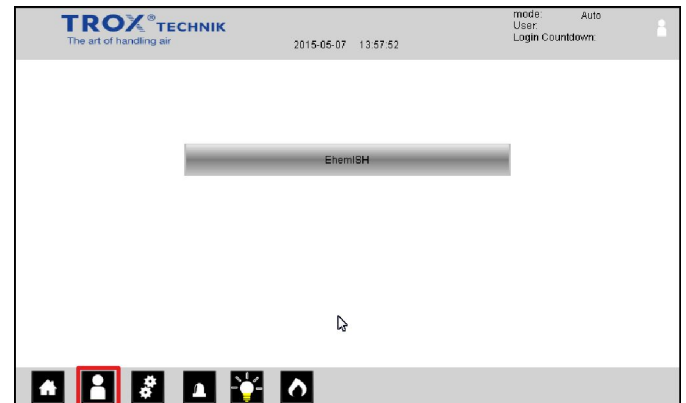 TROX® TECHNIK
The art of handling air
2015-05-07 13:57:52
mode: Auto
User:
Login Countdown:
EhemISH